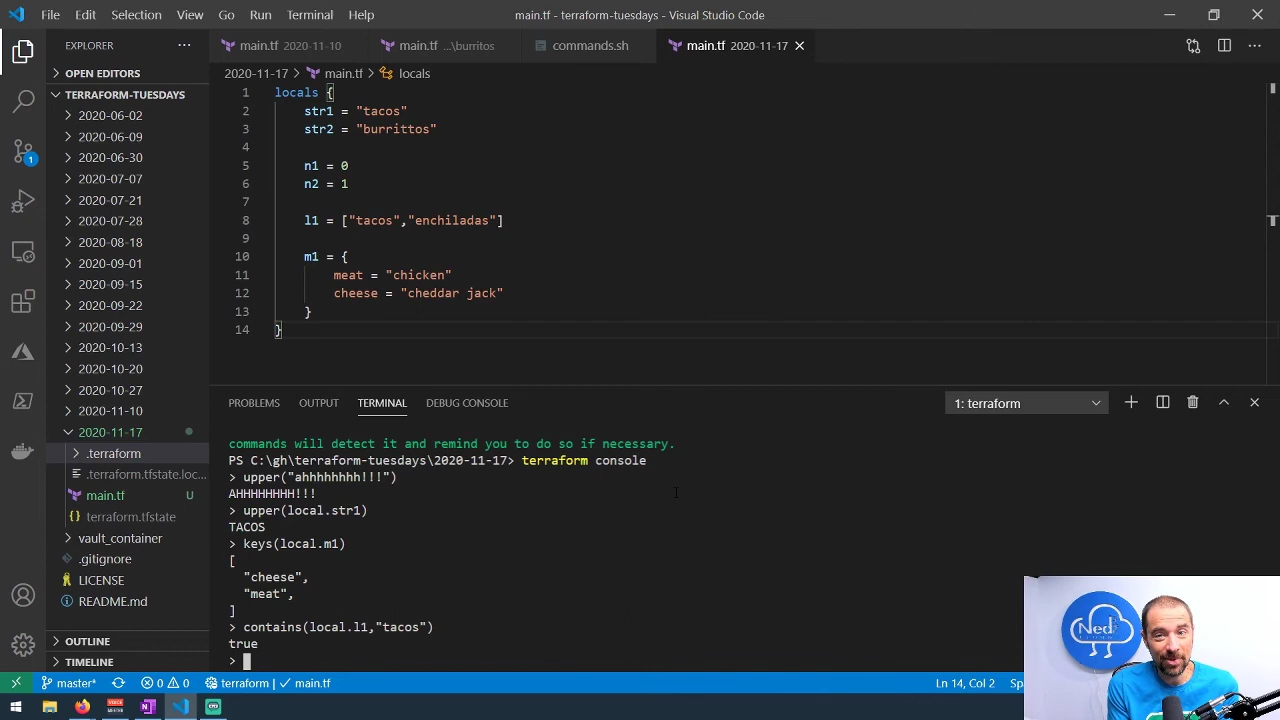 File Edit Selection View Go Run Terminal Help main.tf - terraform-tuesdays - Visual Studio Code
EXPLORER
main.tf 2020-11-10 main.tf ...\burritos commands.sh main.tf 2020-11-17
OPEN EDITORS
2020-11-17 > main.tf > locals
TERRAFORM-TUESDAYS
2020-06-02
2020-06-09
2020-06-30
2020-07-07
2020-07-21
2020-07-28
2020-08-18
2020-09-01
2020-09-15
2020-09-22
2020-09-29
2020-10-13
2020-10-20
2020-10-27
2020-11-10
2020-11-17
.terraform
.terraform.tfstate.loc...
main.tf U
terraform.tfstate
vault_container
.gitignore
LICENSE
README.md
OUTLINE
TIMELINE
1
1 locals {
2 str1 = "tacos"
3 str2 = "burrittos"
4
5 n1 = 0
6 n2 = 1
7
8 l1 = ["tacos","enchiladas"]
9
10 m1 = {
11 meat = "chicken"
12 cheese = "cheddar jack"
13 }
14 }
PROBLEMS OUTPUT TERMINAL DEBUG CONSOLE 1: terraform
commands will detect it and remind you to do so if necessary.
PS C:\gh\terraform-tuesdays\2020-11-17> terraform console
> upper("ahhhhhhhh!!!")
AHHHHHHHH!!!
> upper(local.str1)
TACOS
> keys(local.m1)
[
"cheese",
"meat",
]
> contains(local.l1,"tacos")
true
>
Ned
master* 0 0 terraform | main.tf Ln 14, Col 2